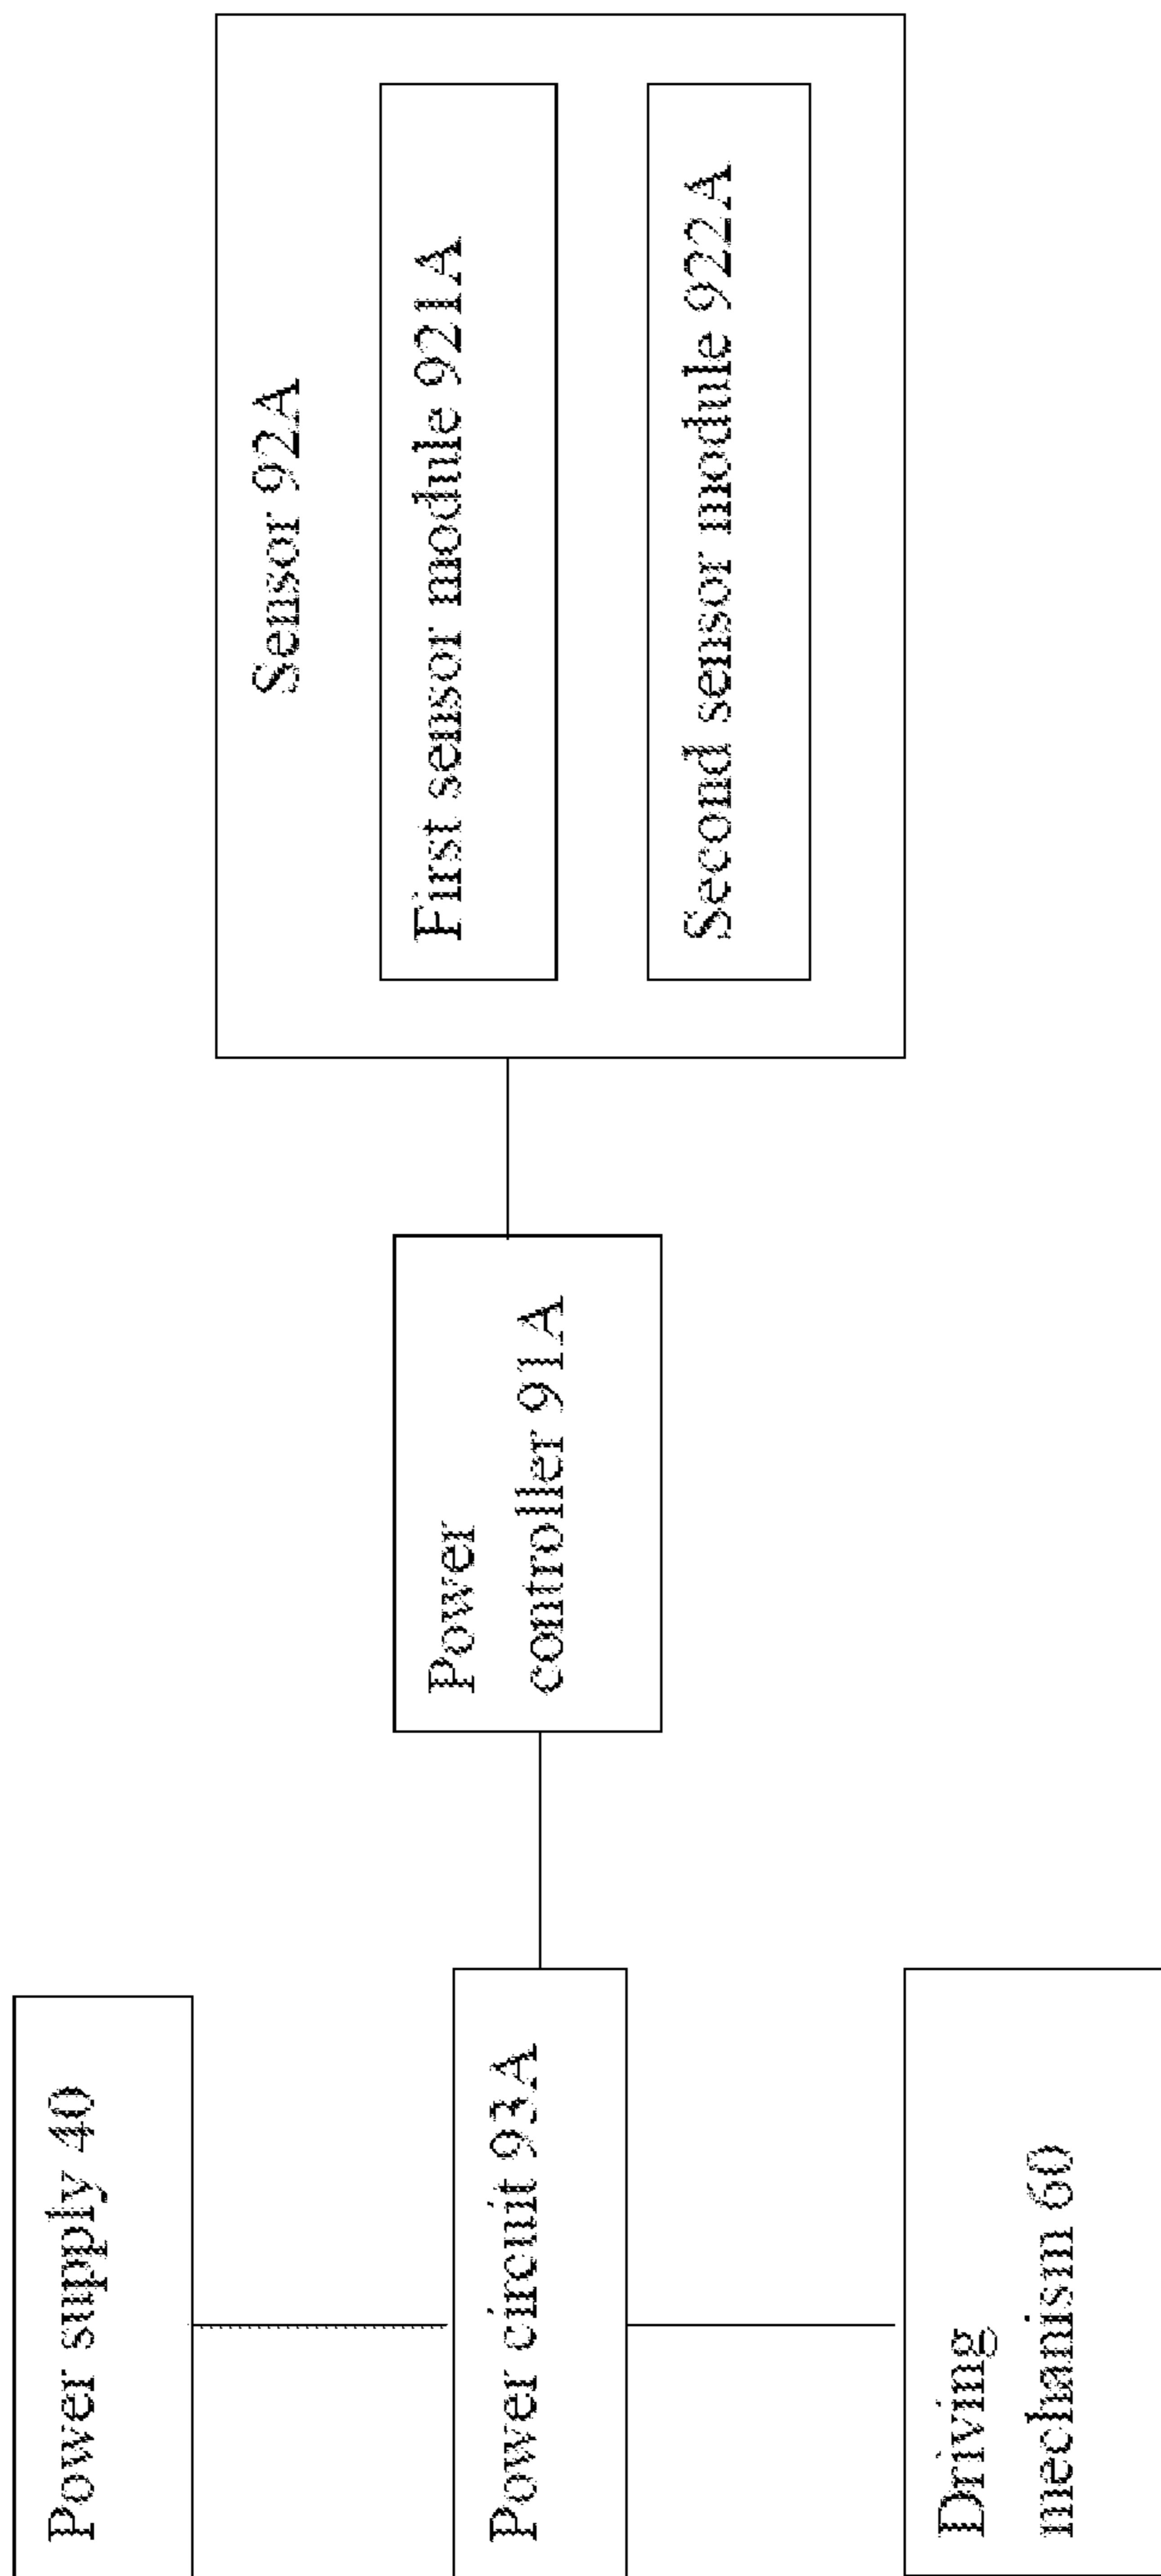 Power supply 40
Power circuit 93A
Driving
mechanism 60
Power
controller 91A
Sensor 92A
First sensor module 921A
Second sensor module 922A